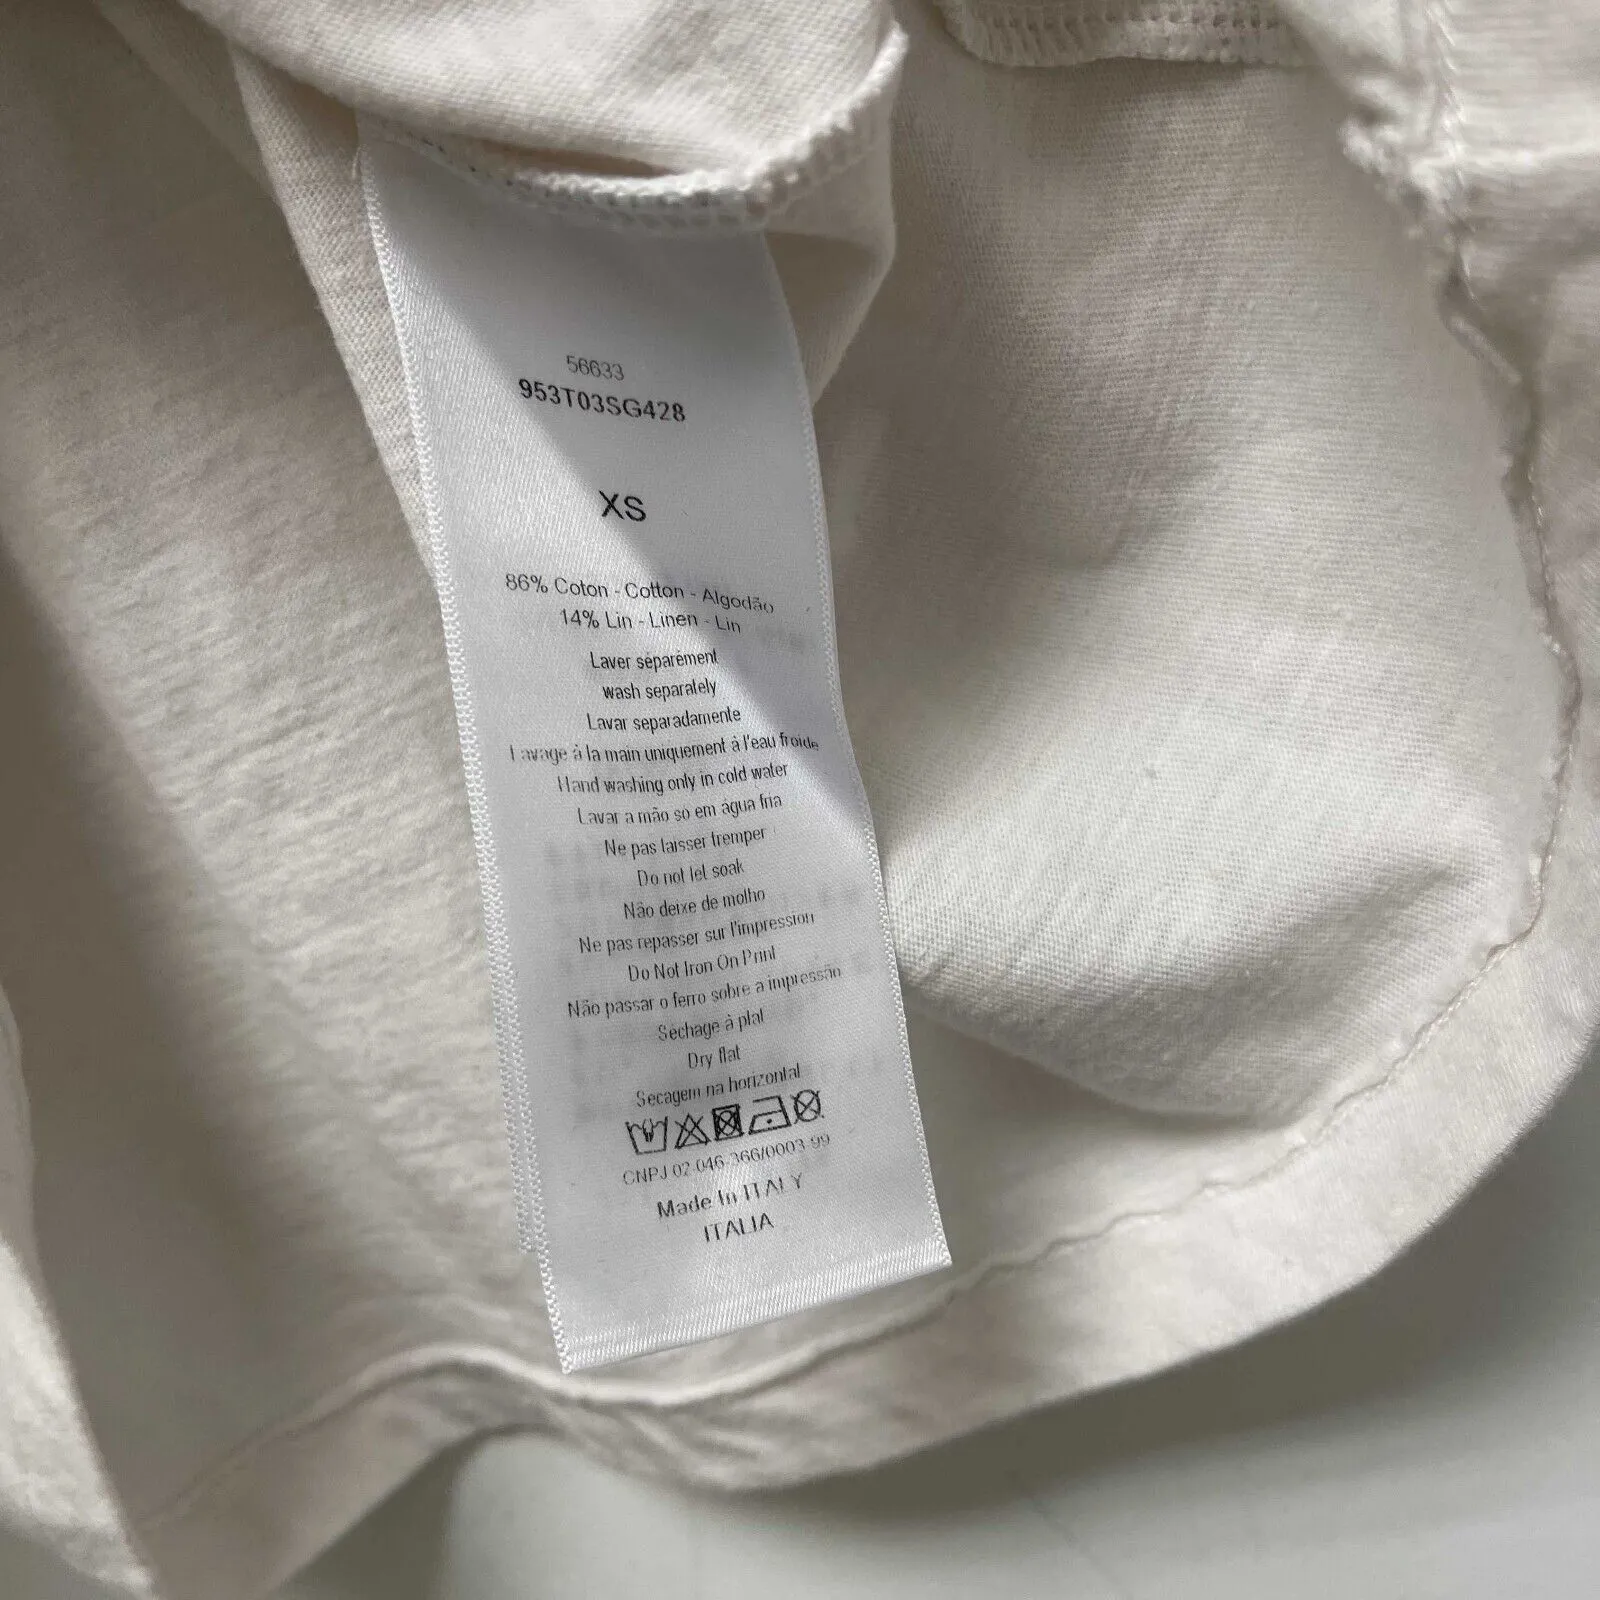 56633
953T03SG428
XS
86% Coton - Cotton - Algodão
14% Lin - Linen - Lin
Laver séparément
wash separately
Lavar separadamente
Lavage à la main uniquement à l'eau froide
Hand washing only in cold water
Lavar a mão so em água fria
Ne pas laisser tremper
Do not let soak
Não deixe de molho
Ne pas repasser sur l'impression
Do Not Iron On Print
Não passar o ferro sobre a impressão
Sechage à plat
Dry flat
Secagem na horizontal
CNPJ 02-046-366/0003-99
Made In ITALY
ITALIA